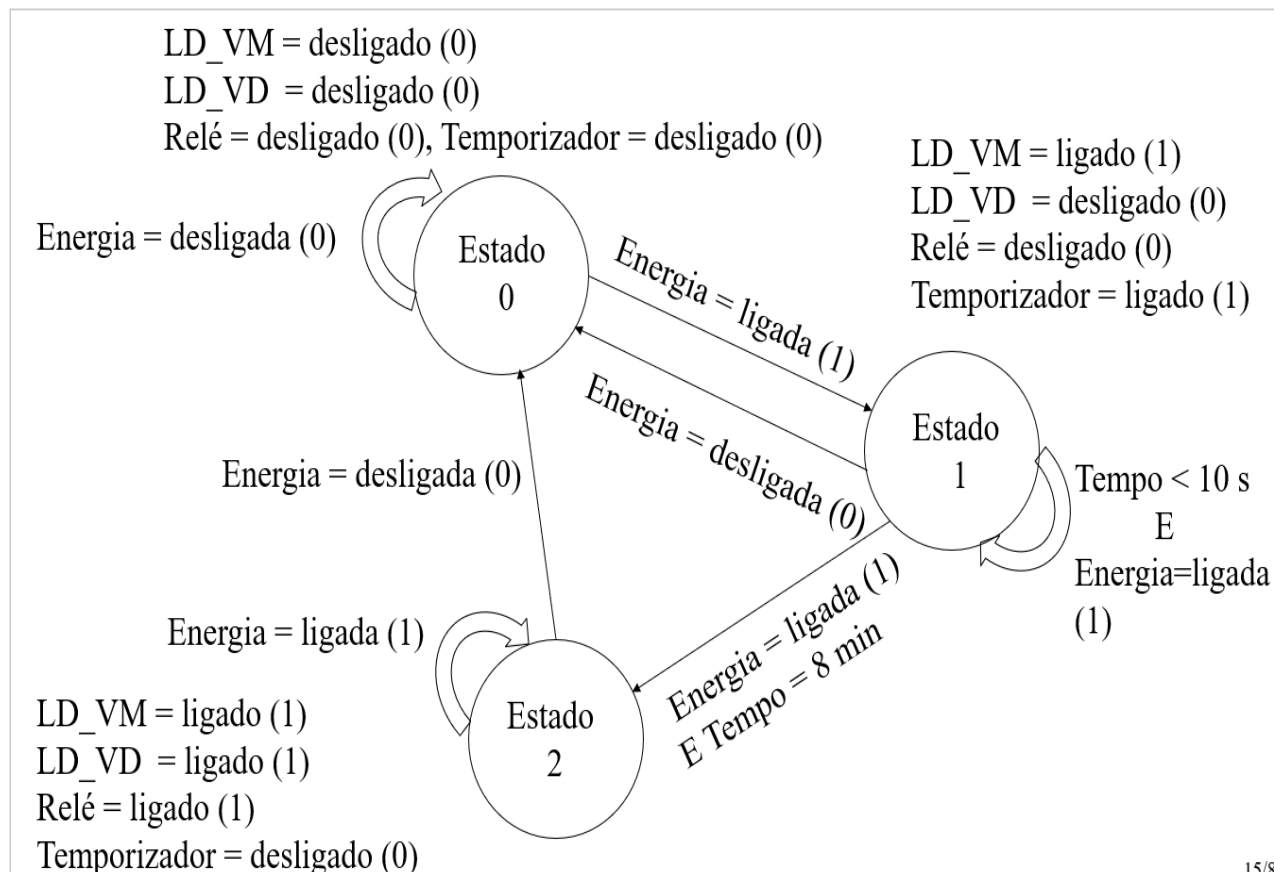 LD_VM = desligado (0)
LD_VD = desligado (0)
Relé = desligado (0), Temporizador = desligado (0)
LD_VM = ligado (1)
LD_VD = desligado (0)
Relé = desligado (0)
Temporizador = ligado (1)
Energia = desligada (0)
Estado
0
Energia = ligada (1)
Energia = desligada (0)
Estado
1
Tempo < 10 s
E
Energia=ligada
(1)
Energia = desligada (0)
Energia = ligada (1)
E Tempo = 8 min
Energia = ligada (1)
Estado
2
LD_VM = ligado (1)
LD_VD = ligado (1)
Relé = ligado (1)
Temporizador = desligado (0)
15/8